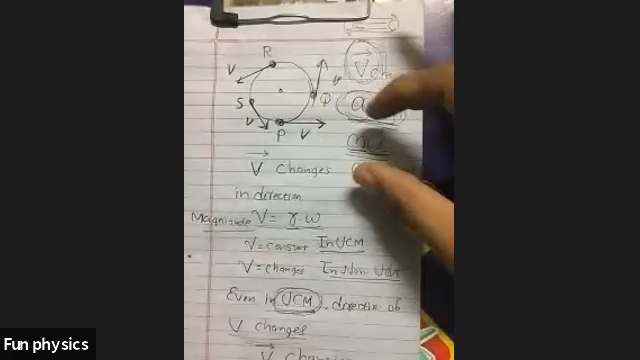 R
V
V
S
Q
a
V
P
V
V changes
in direction
Magnitude V = r.ω
V = constant In UCM
V = changes In Non UCM
Even in UCM, direction of
V changes
V changes
Fun physics